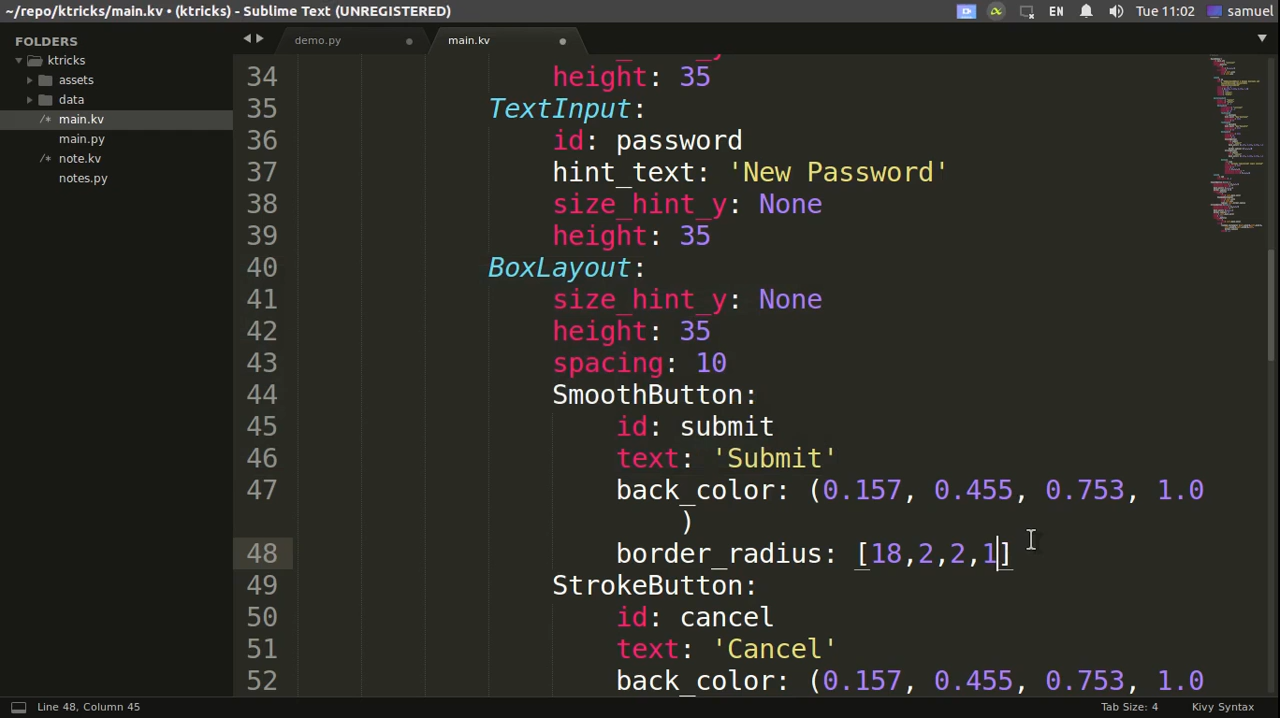 ~/repo/ktricks/main.kv • (ktricks) - Sublime Text (UNREGISTERED)
EN
Tue 11:02
samuel
FOLDERS
ktricks
assets
data
/* main.kv
main.py
/* note.kv
notes.py
demo.py
main.kv
34 height: 35
35 TextInput:
36 id: password
37 hint_text: 'New Password'
38 size_hint_y: None
39 height: 35
40 BoxLayout:
41 size_hint_y: None
42 height: 35
43 spacing: 10
44 SmoothButton:
45 id: submit
46 text: 'Submit'
47 back_color: (0.157, 0.455, 0.753, 1.0
)
48 border_radius: [18,2,2,1]
49 StrokeButton:
50 id: cancel
51 text: 'Cancel'
52 back_color: (0.157, 0.455, 0.753, 1.0
Line 48, Column 45
Tab Size: 4
Kivy Syntax